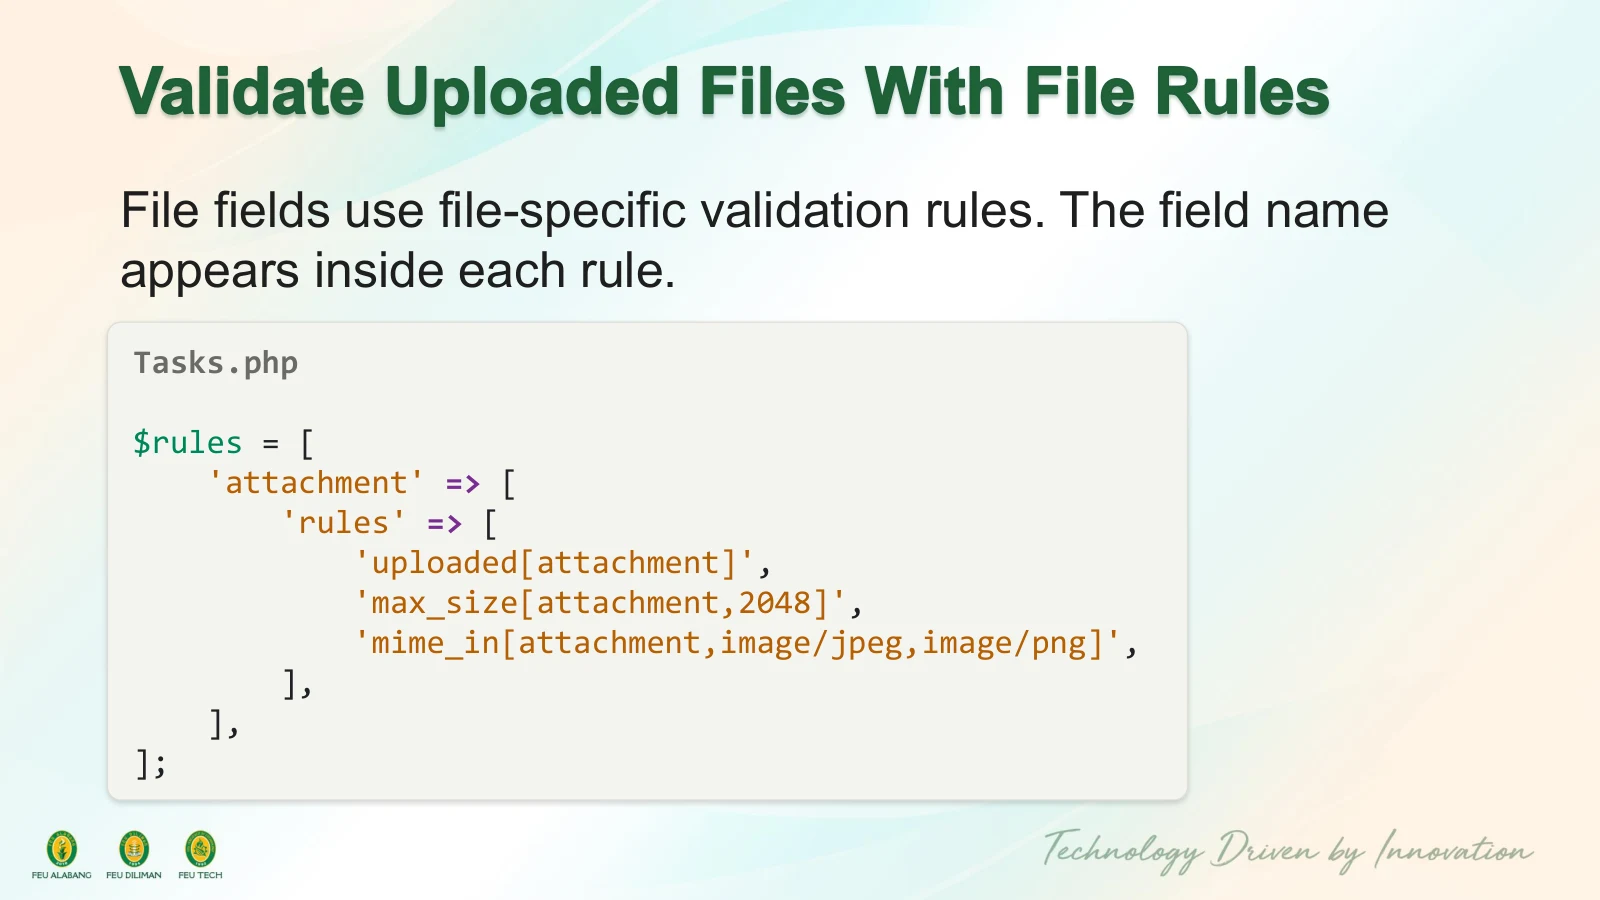 Validate Uploaded Files With File Rules
File fields use file-specific validation rules. The field name
appears inside each rule.
Tasks.php
$rules = [
    'attachment' => [
        'rules' => [
            'uploaded[attachment]',
            'max_size[attachment,2048]',
            'mime_in[attachment,image/jpeg,image/png]',
        ],
    ],
];
FEU ALABANG
FEU DILIMAN
FEU TECH
Technology Driven by Innovation